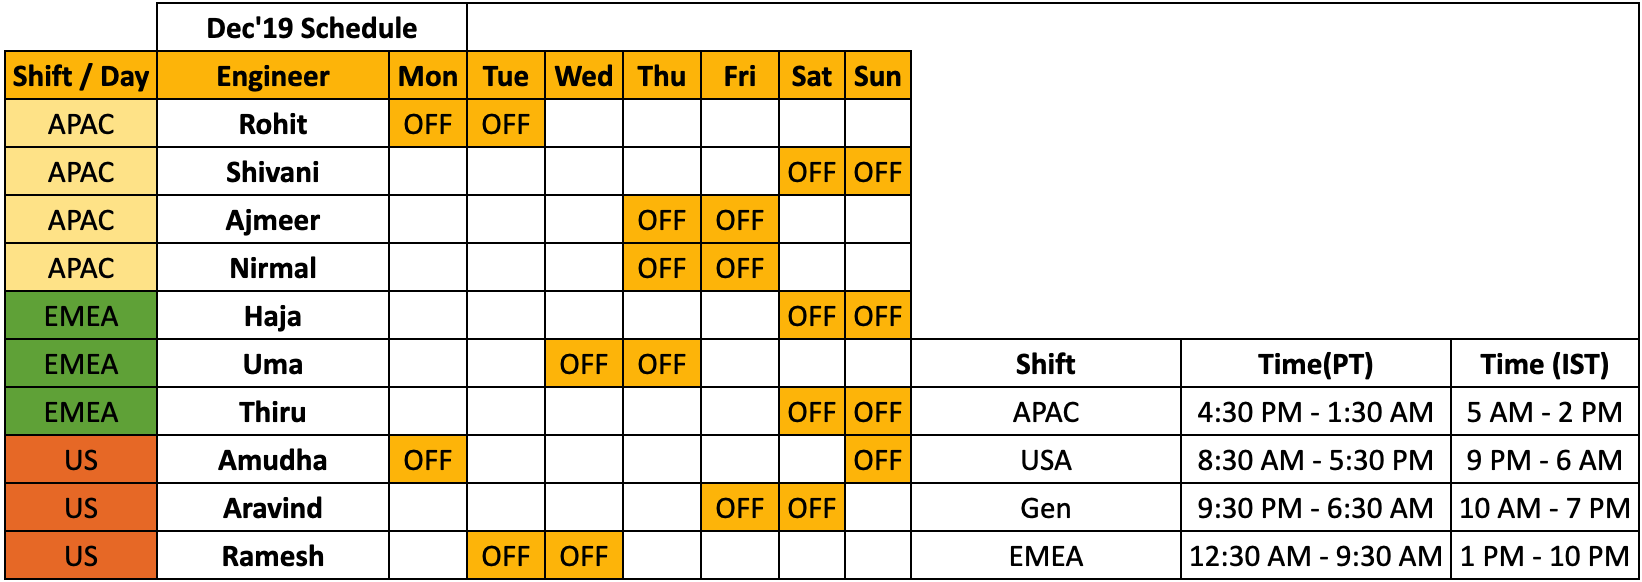 Dec'19 Schedule
Shift / Day Engineer Mon Tue Wed Thu Fri Sat Sun
APAC Rohit OFF OFF
APAC Shivani OFF OFF
APAC Ajmeer OFF OFF
APAC Nirmal OFF OFF
EMEA Haja OFF OFF
EMEA Uma OFF OFF Shift Time(PT) Time (IST)
EMEA Thiru OFF OFF APAC 4:30 PM - 1:30 AM 5 AM - 2 PM
US Amudha OFF OFF USA 8:30 AM - 5:30 PM 9 PM - 6 AM
US Aravind OFF OFF Gen 9:30 PM - 6:30 AM 10 AM - 7 PM
US Ramesh OFF OFF EMEA 12:30 AM - 9:30 AM 1 PM - 10 PM